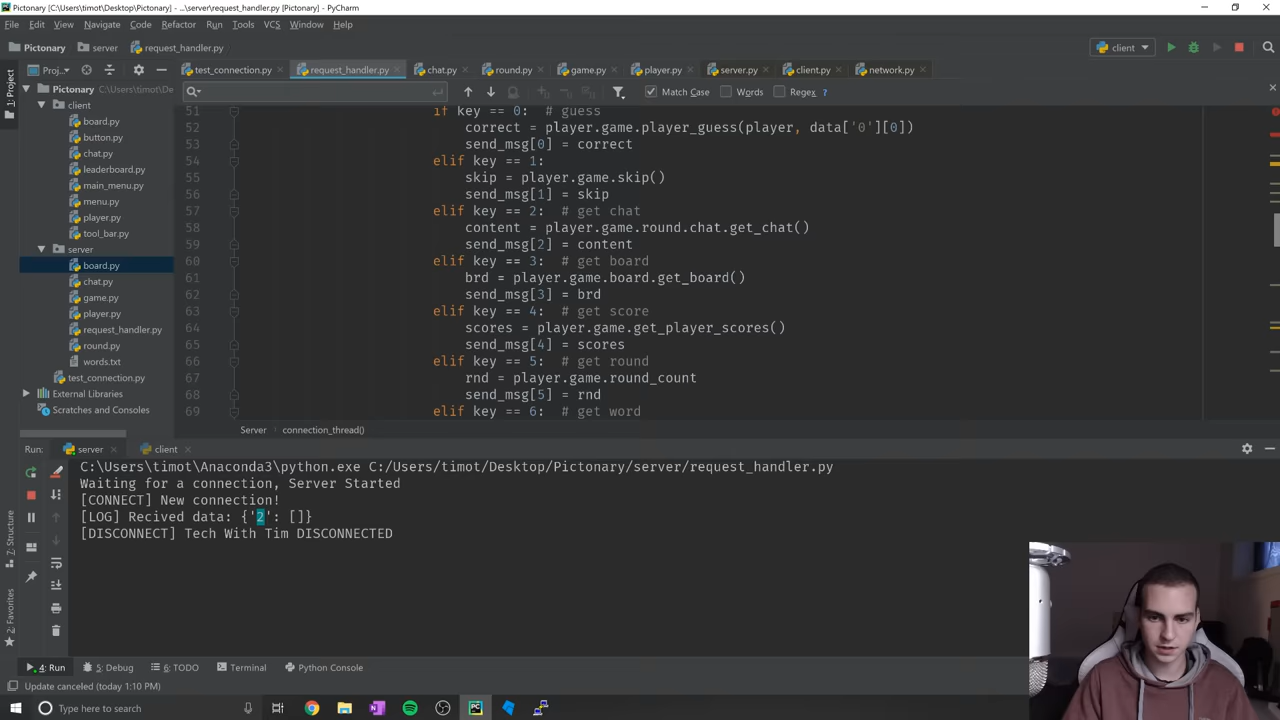 Pictionary [C:\Users\timot\Desktop\Pictonary] - ...\server\request_handler.py [Pictionary] - PyCharm
File Edit View Navigate Code Refactor Run Tools VCS Window Help
Pictonary server request_handler.py client
1: Project
Proj... test_connection.py request_handler.py chat.py round.py game.py player.py server.py client.py network.py
Match Case Words Regex ?
Pictonary C:\Users\timot\De
client
board.py
button.py
chat.py
leaderboard.py
main_menu.py
menu.py
player.py
tool_bar.py
server
board.py
chat.py
game.py
player.py
request_handler.py
round.py
words.txt
test_connection.py
External Libraries
Scratches and Consoles
51 if key == 0: # guess
52 correct = player.game.player_guess(player, data['0'][0])
53 send_msg[0] = correct
54 elif key == 1:
55 skip = player.game.skip()
56 send_msg[1] = skip
57 elif key == 2: # get chat
58 content = player.game.round.chat.get_chat()
59 send_msg[2] = content
60 elif key == 3: # get board
61 brd = player.game.board.get_board()
62 send_msg[3] = brd
63 elif key == 4: # get score
64 scores = player.game.get_player_scores()
65 send_msg[4] = scores
66 elif key == 5: # get round
67 rnd = player.game.round_count
68 send_msg[5] = rnd
69 elif key == 6: # get word
Server connection_thread()
Run: server client
C:\Users\timot\Anaconda3\python.exe C:/Users/timot/Desktop/Pictonary/server/request_handler.py
Waiting for a connection, Server Started
[CONNECT] New connection!
[LOG] Recived data: {'2': []}
[DISCONNECT] Tech With Tim DISCONNECTED
7: Structure
2: Favorites
4: Run 5: Debug 6: TODO Terminal Python Console
Update canceled (today 1:10 PM)
Type here to search